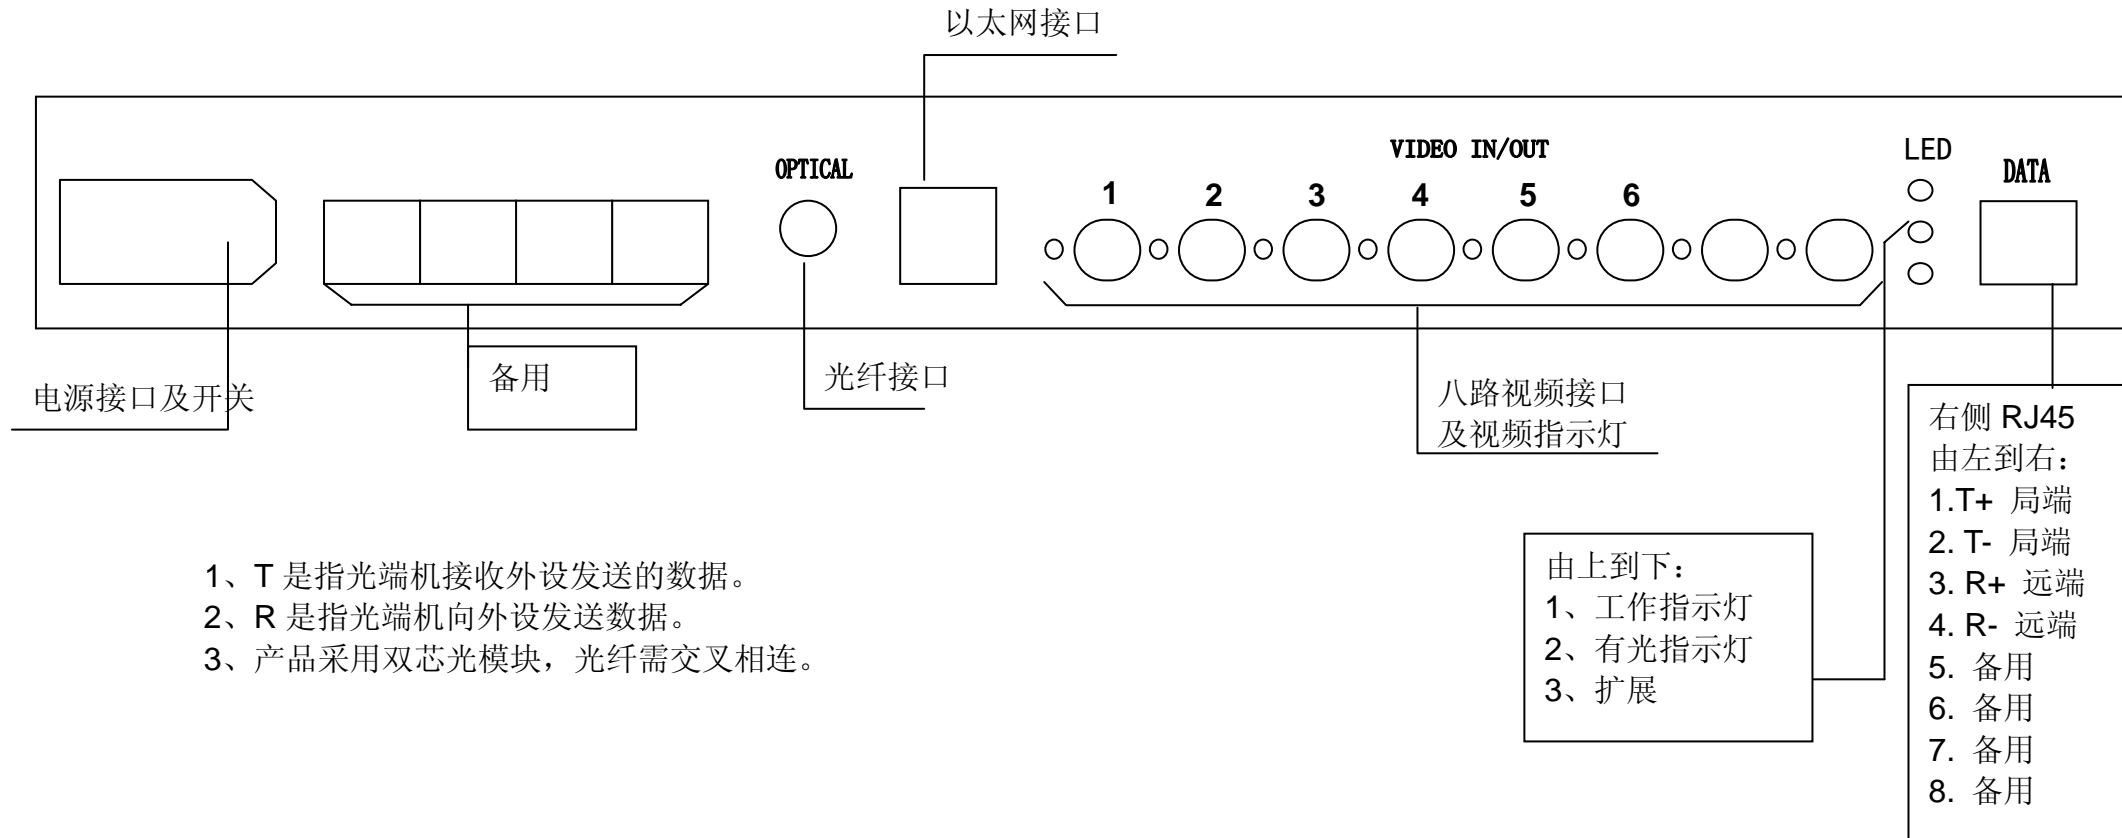 以太网接口
VIDEO IN/OUT
LED
OPTICAL
DATA
1 2 3 4 5 6
电源接口及开关
备用
光纤接口
八路视频接口
及视频指示灯
右侧 RJ45
由左到右：
1.T+ 局端
2. T- 局端
3. R+ 远端
4. R- 远端
5. 备用
6. 备用
7. 备用
8. 备用
由上到下：
1、工作指示灯
2、有光指示灯
3、扩展
1、T 是指光端机接收外设发送的数据。
2、R 是指光端机向外设发送数据。
3、产品采用双芯光模块，光纤需交叉相连。